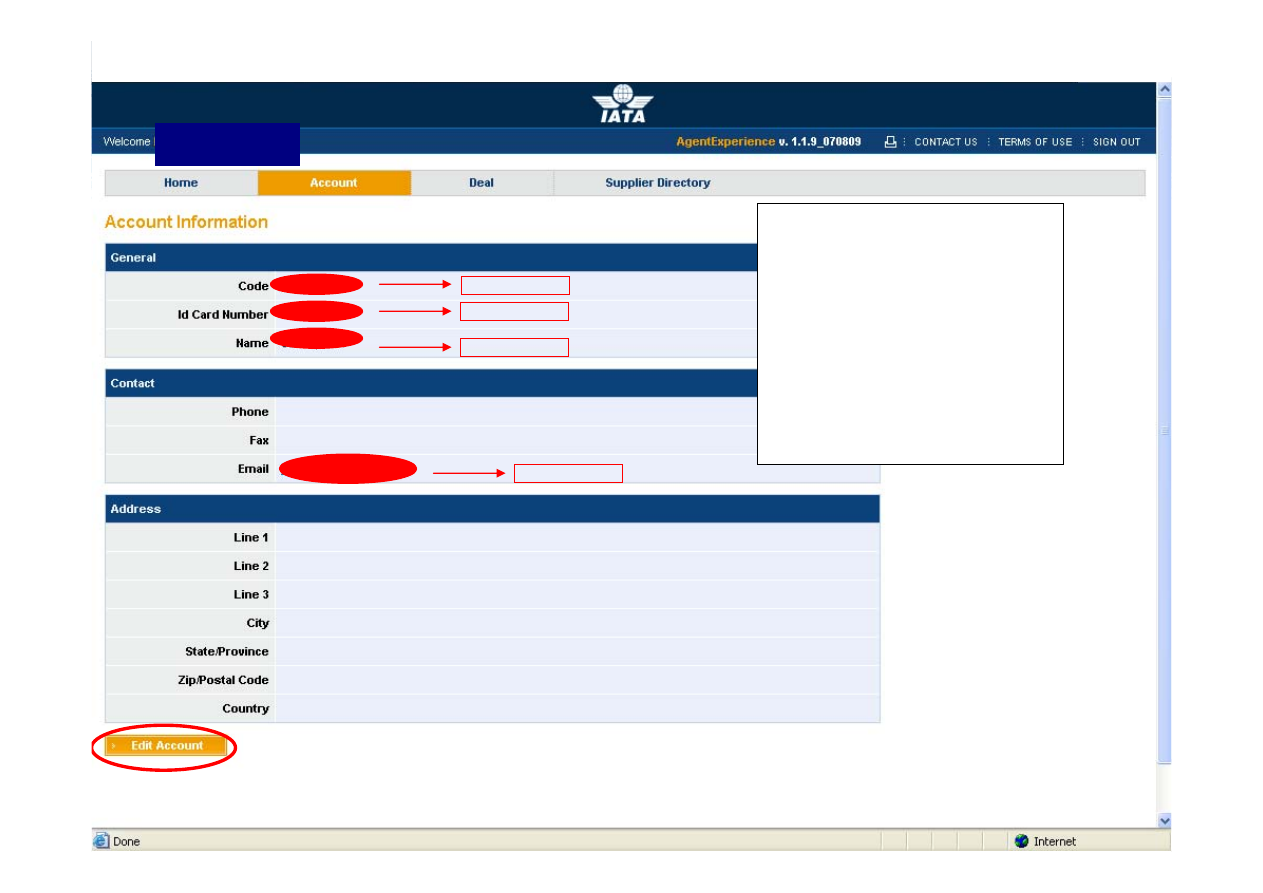 IATA
Welcome
AgentExperience v. 1.1.9_070809 CONTACT US TERMS OF USE SIGN OUT
Home Account Deal Supplier Directory
Account Information
General
Code
Id Card Number
Name
Contact
Phone
Fax
Email
Address
Line 1
Line 2
Line 3
City
State/Province
Zip/Postal Code
Country
Edit Account
Done Internet